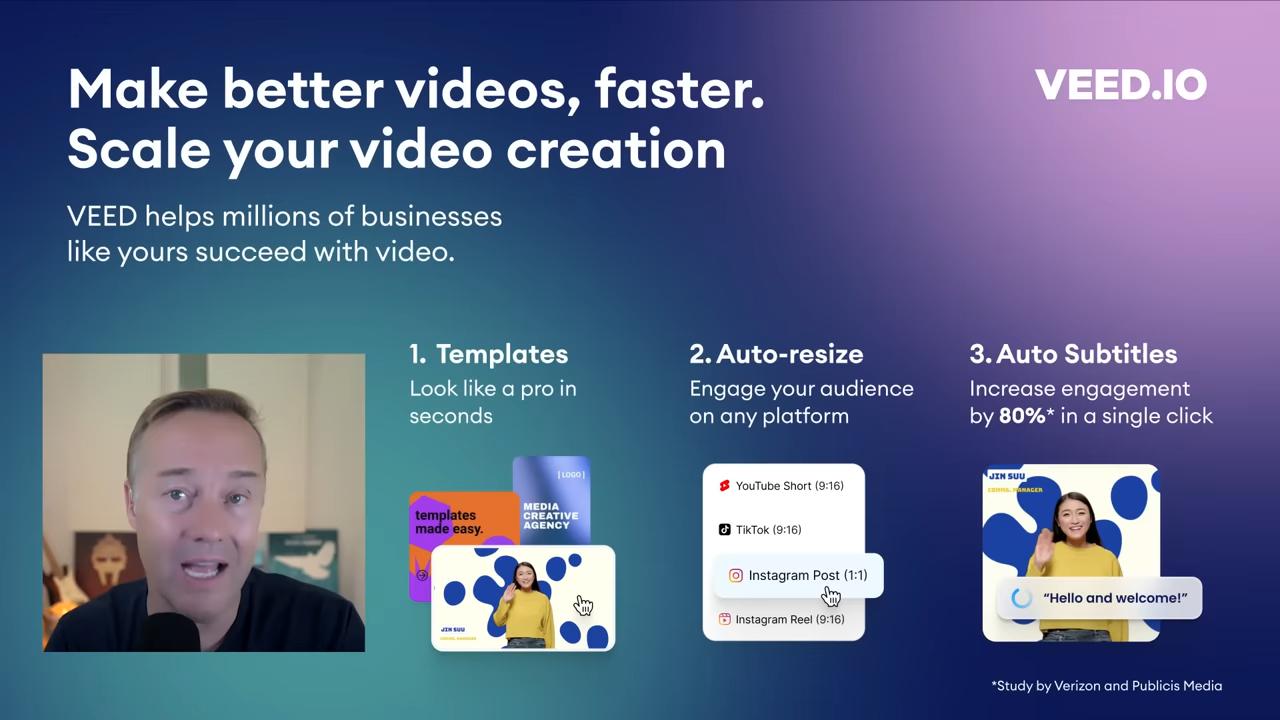 Make better videos, faster.
Scale your video creation
VEED.IO
VEED helps millions of businesses
like yours succeed with video.
1. Templates
Look like a pro in
seconds
[ LOGO ]
MEDIA
CREATIVE
AGENCY
templates
made easy.
JIN SUU
COMMS. MANAGER
2. Auto-resize
Engage your audience
on any platform
YouTube Short (9:16)
TikTok (9:16)
Instagram Post (1:1)
Instagram Reel (9:16)
3. Auto Subtitles
Increase engagement
by 80%* in a single click
JIN SUU
COMMS. MANAGER
“Hello and welcome!”
*Study by Verizon and Publicis Media